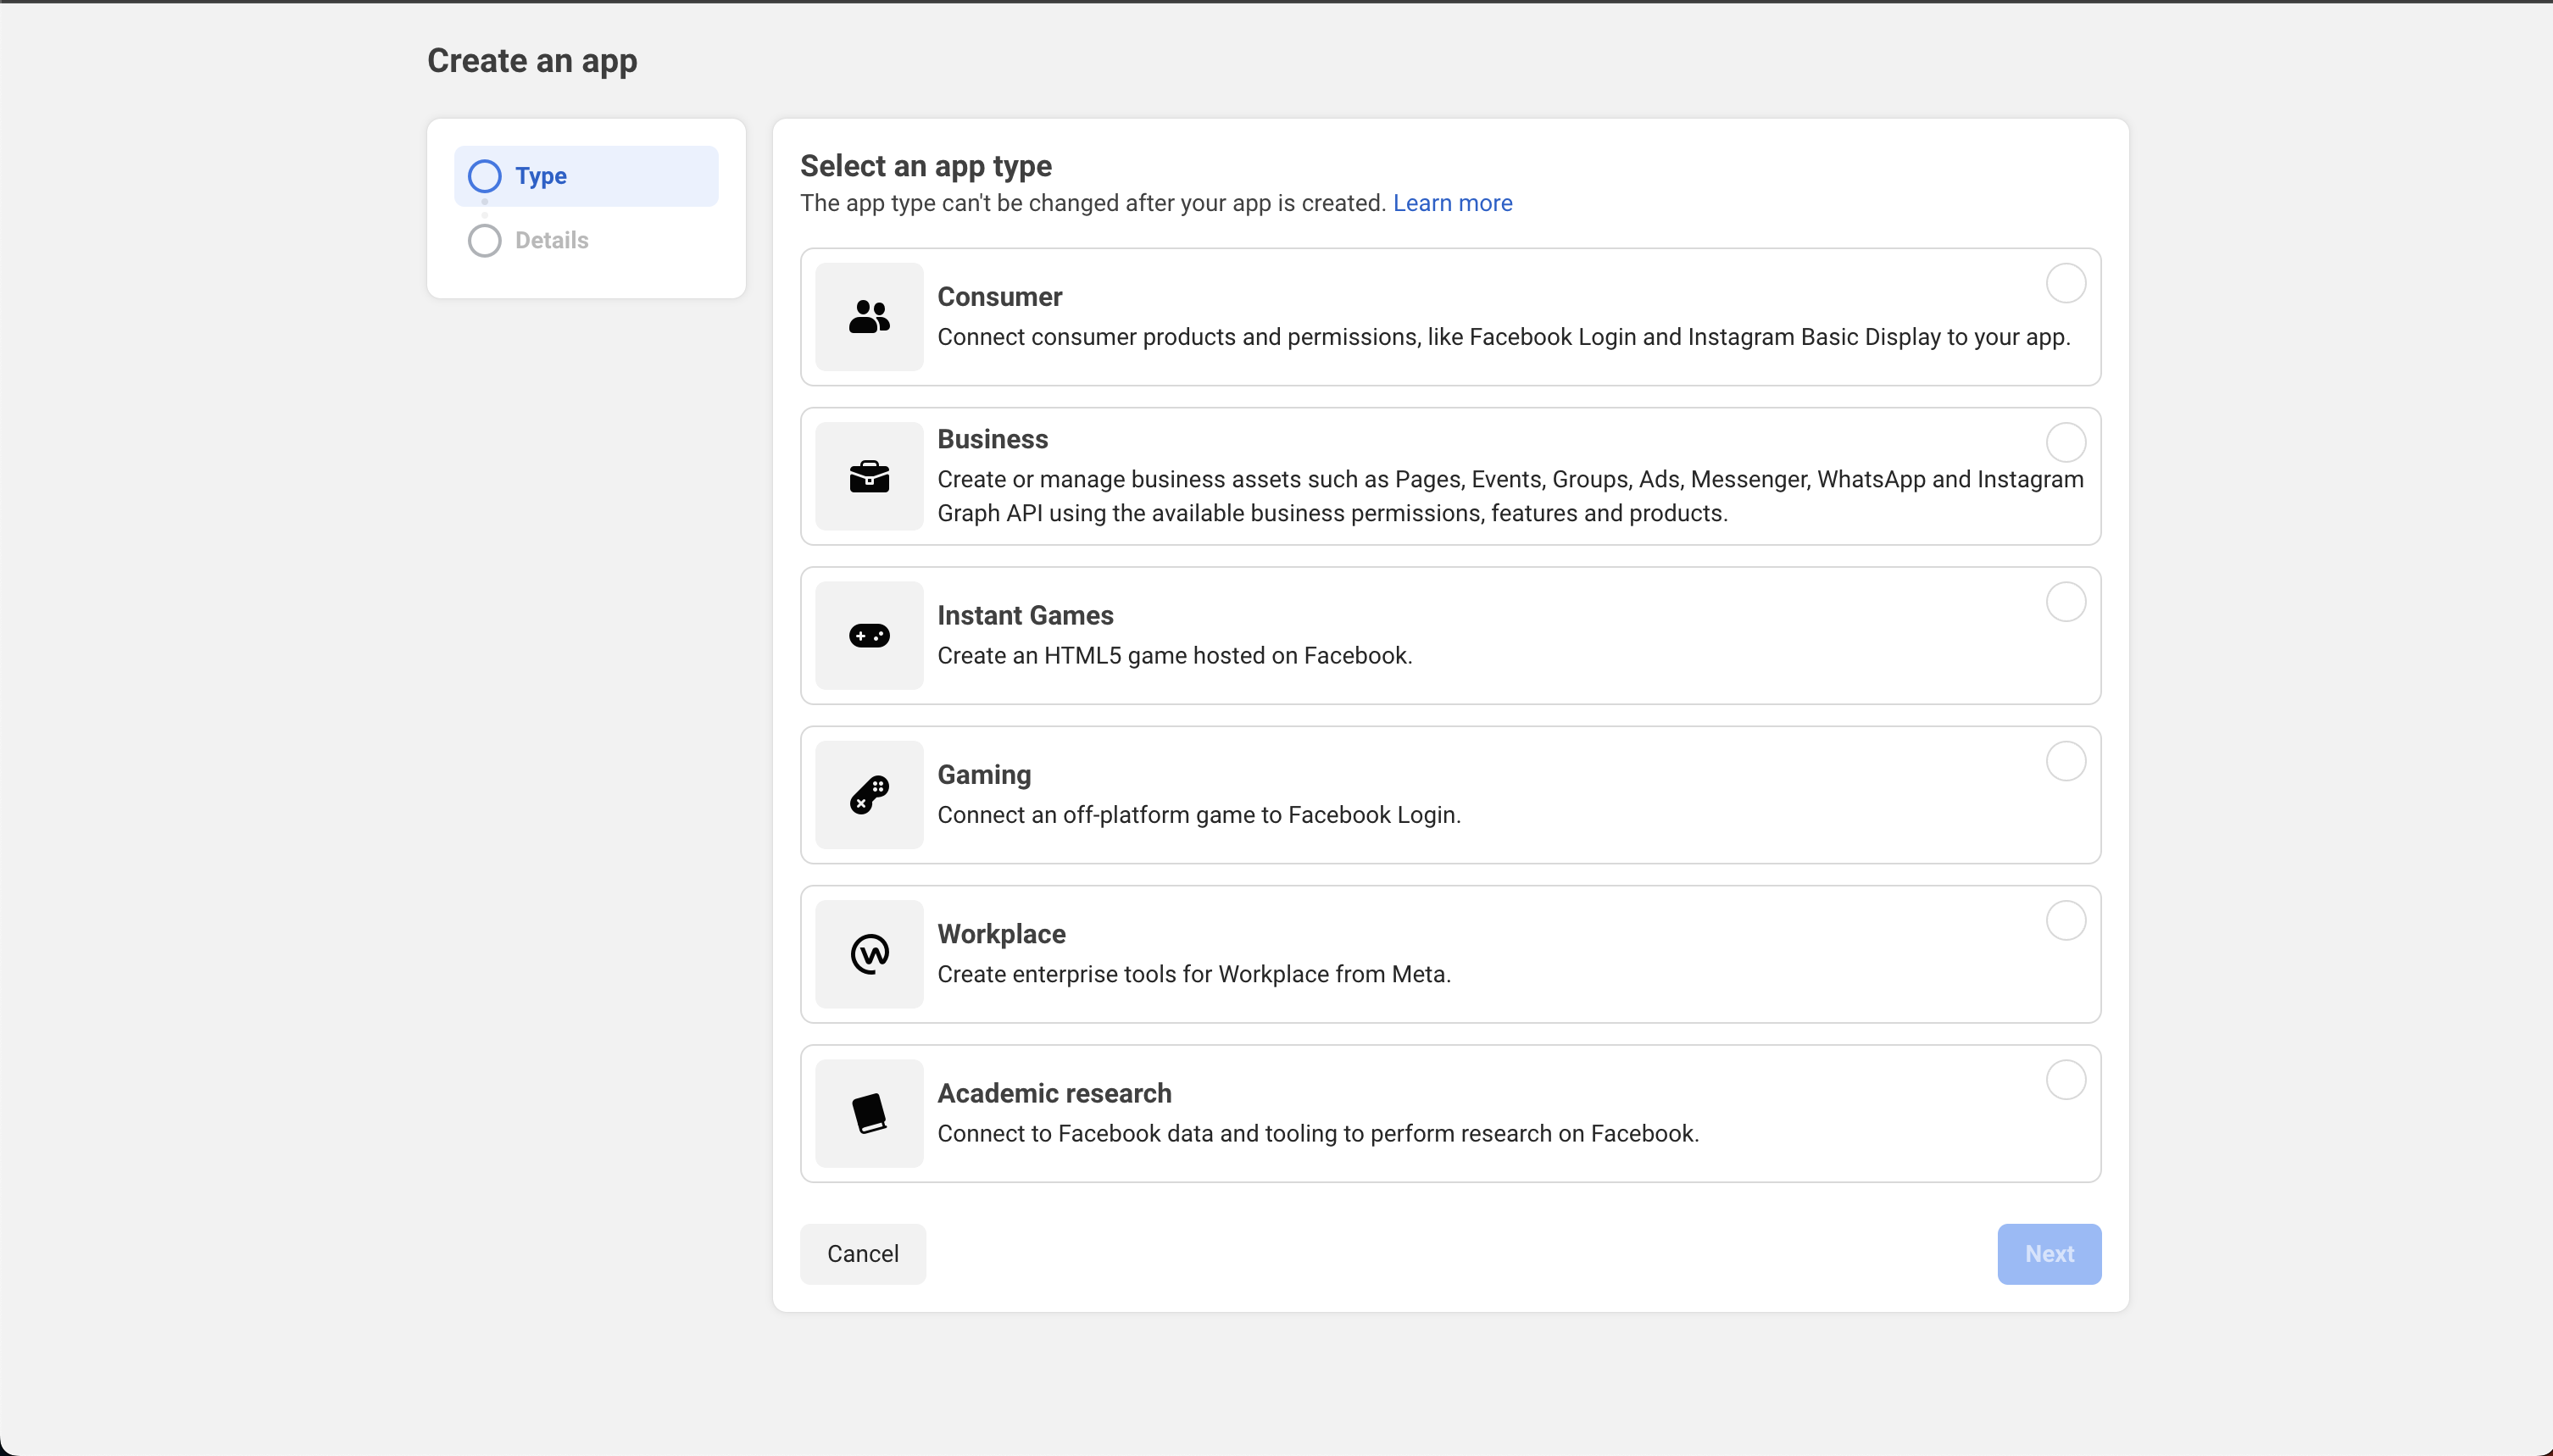 Create an app
Type
Details
Select an app type
The app type can't be changed after your app is created. Learn more
Consumer
Connect consumer products and permissions, like Facebook Login and Instagram Basic Display to your app.
Business
Create or manage business assets such as Pages, Events, Groups, Ads, Messenger, WhatsApp and Instagram
Graph API using the available business permissions, features and products.
Instant Games
Create an HTML5 game hosted on Facebook.
Gaming
Connect an off-platform game to Facebook Login.
Workplace
Create enterprise tools for Workplace from Meta.
Academic research
Connect to Facebook data and tooling to perform research on Facebook.
Cancel
Next